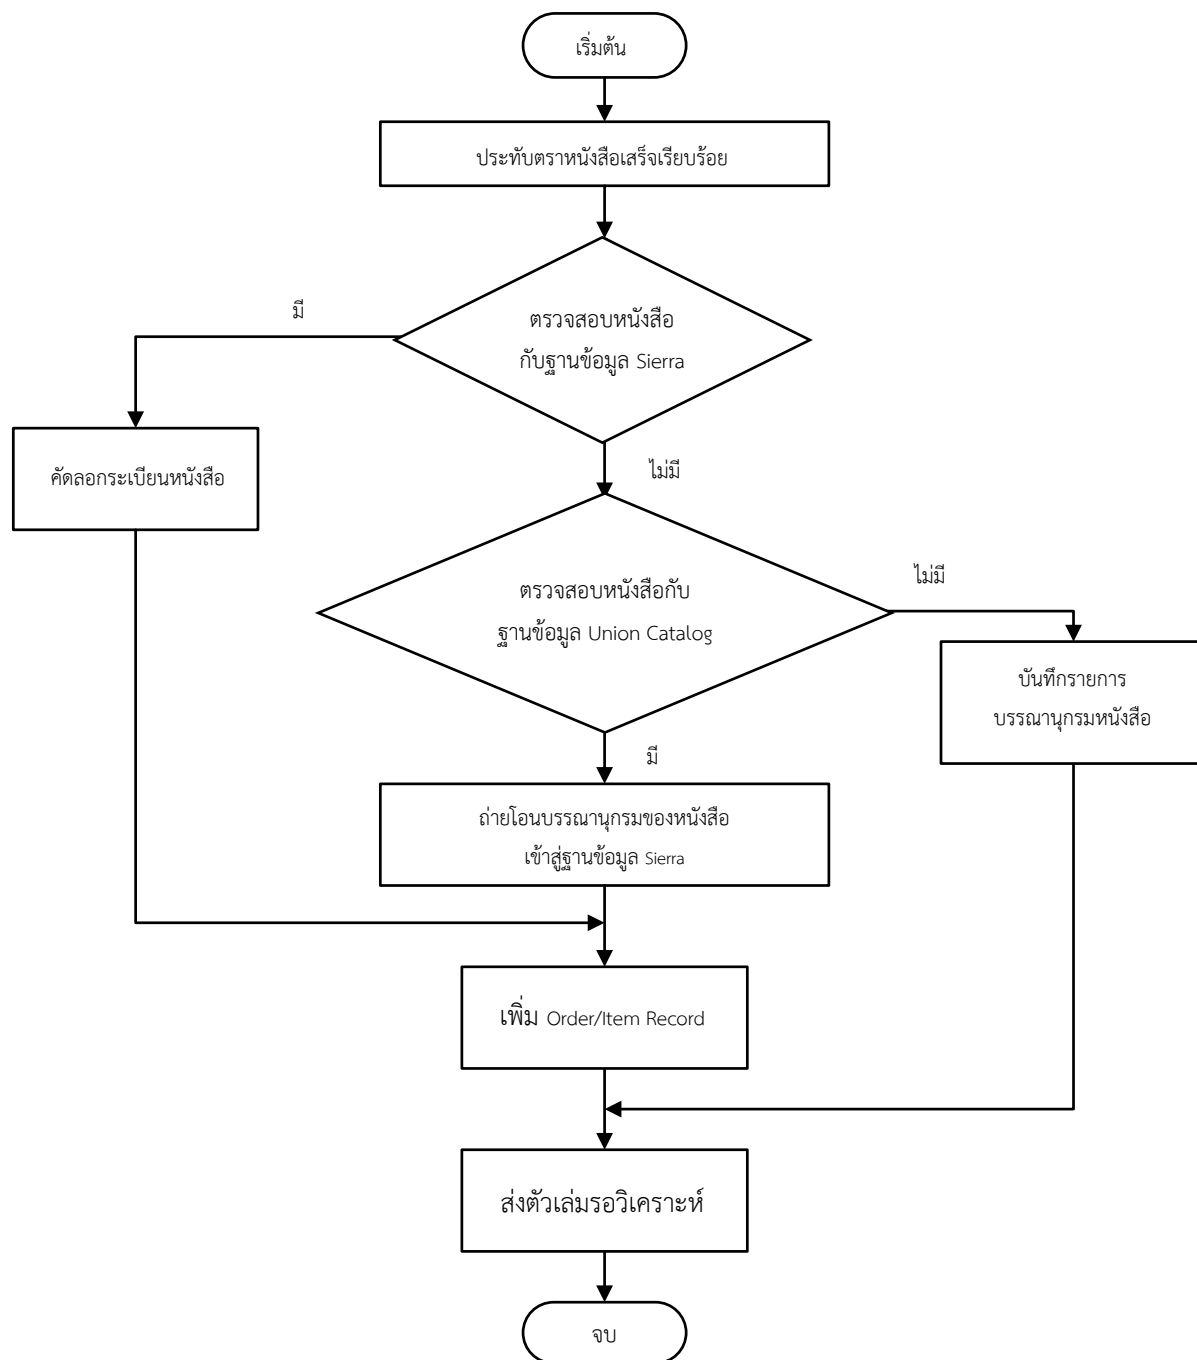 เริ่มต้น
ประทับตราหนังสือเสร็จเรียบร้อย
มี
ตรวจสอบหนังสือ
กับฐานข้อมูล Sierra
คัดลอกระเบียนหนังสือ
ไม่มี
ตรวจสอบหนังสือกับ
ฐานข้อมูล Union Catalog
ไม่มี
บันทึกรายการ
บรรณานุกรมหนังสือ
มี
ถ่ายโอนบรรณานุกรมของหนังสือ
เข้าสู่ฐานข้อมูล Sierra
เพิ่ม Order/Item Record
ส่งตัวเล่มรอวิเคราะห์
จบ